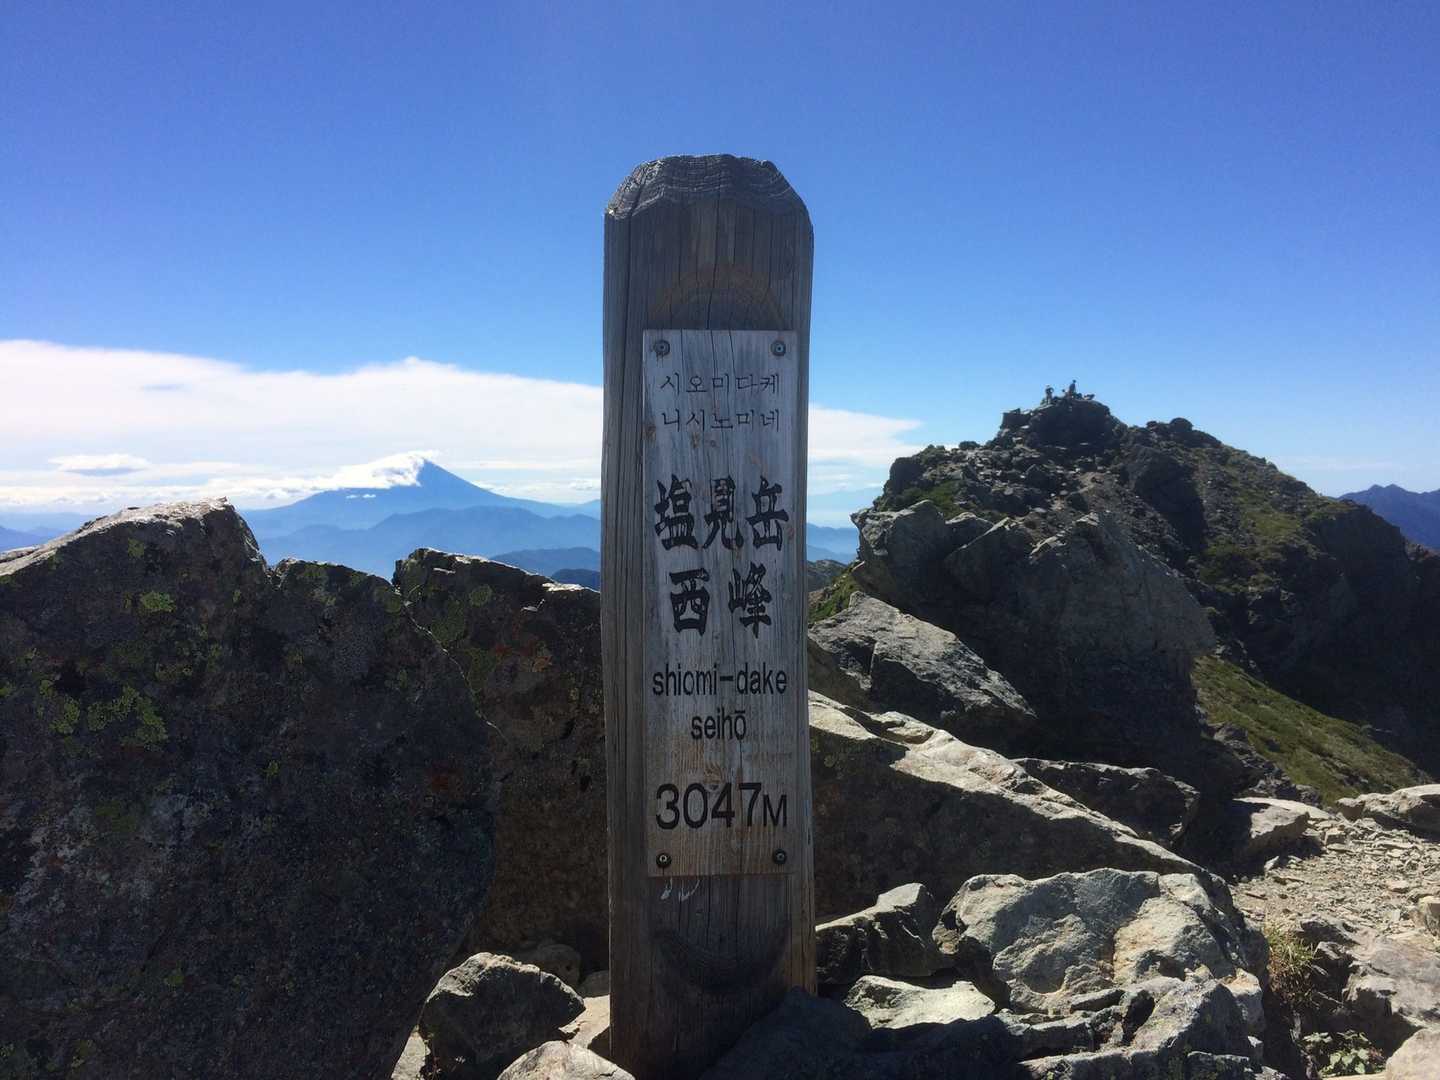 시오미다케
니시노미네
塩見岳
西峰
shiomi-dake
seihō
3047M